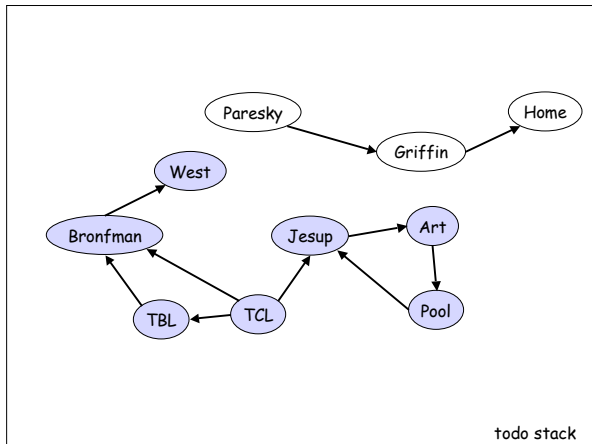 Paresky
Home
Griffin
West
Bronfman
Jesup
Art
TBL
TCL
Pool
todo stack